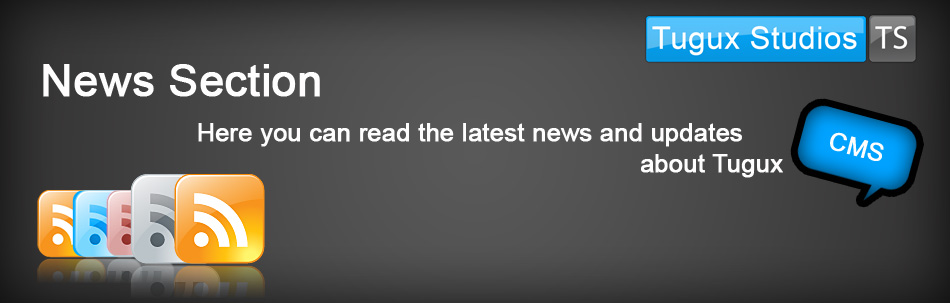 Tugux Studios TS
News Section
Here you can read the latest news and updates
about Tugux
CMS